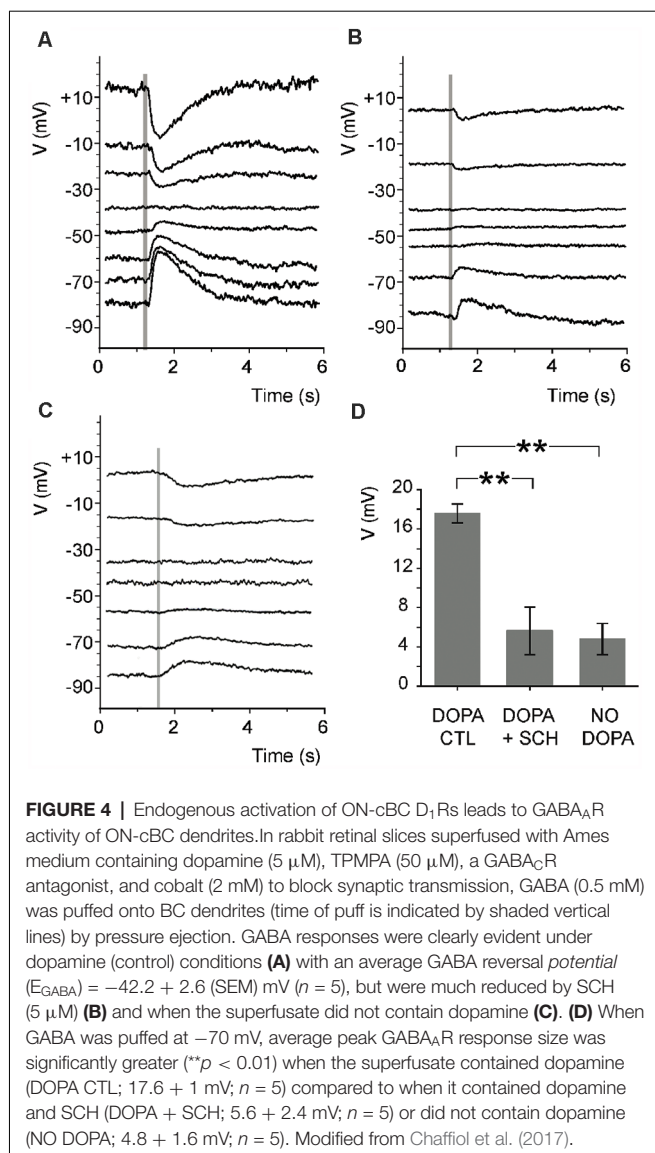 A
V (mV)
+10
-10
-30
-50
-70
-90
0
2
4
6
Time (s)
B
V (mV)
+10
-10
-30
-50
-70
-90
0
2
4
6
Time (s)
C
V (mV)
+10
-10
-30
-50
-70
-90
0
2
4
6
Time (s)
D
V (mV)
20
16
12
8
4
0
**
**
DOPA
CTL
DOPA
+ SCH
NO
DOPA
FIGURE 4 | Endogenous activation of ON-cBC D₁Rs leads to GABA_AR
activity of ON-cBC dendrites.In rabbit retinal slices superfused with Ames
medium containing dopamine (5 μM), TPMPA (50 μM), a GABA_CR
antagonist, and cobalt (2 mM) to block synaptic transmission, GABA (0.5 mM)
was puffed onto BC dendrites (time of puff is indicated by shaded vertical
lines) by pressure ejection. GABA responses were clearly evident under
dopamine (control) conditions (A) with an average GABA reversal potential
(E_GABA) = −42.2 + 2.6 (SEM) mV (n = 5), but were much reduced by SCH
(5 μM) (B) and when the superfusate did not contain dopamine (C). (D) When
GABA was puffed at −70 mV, average peak GABA_AR response size was
significantly greater (**p < 0.01) when the superfusate contained dopamine
(DOPA CTL; 17.6 + 1 mV; n = 5) compared to when it contained dopamine
and SCH (DOPA + SCH; 5.6 + 2.4 mV; n = 5) or did not contain dopamine
(NO DOPA; 4.8 + 1.6 mV; n = 5). Modified from Chaffiol et al. (2017).